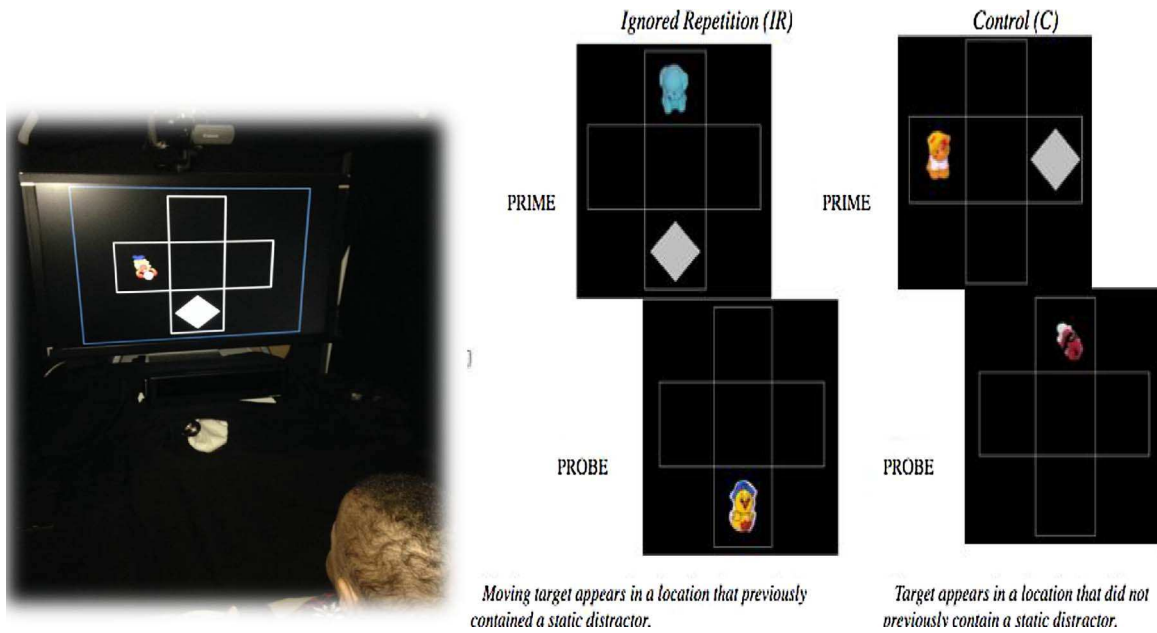 Ignored Repetition (IR)
Control (C)
PRIME
PRIME
PROBE
PROBE
Moving target appears in a location that previously
contained a static distractor.
Target appears in a location that did not
previously contain a static distractor.